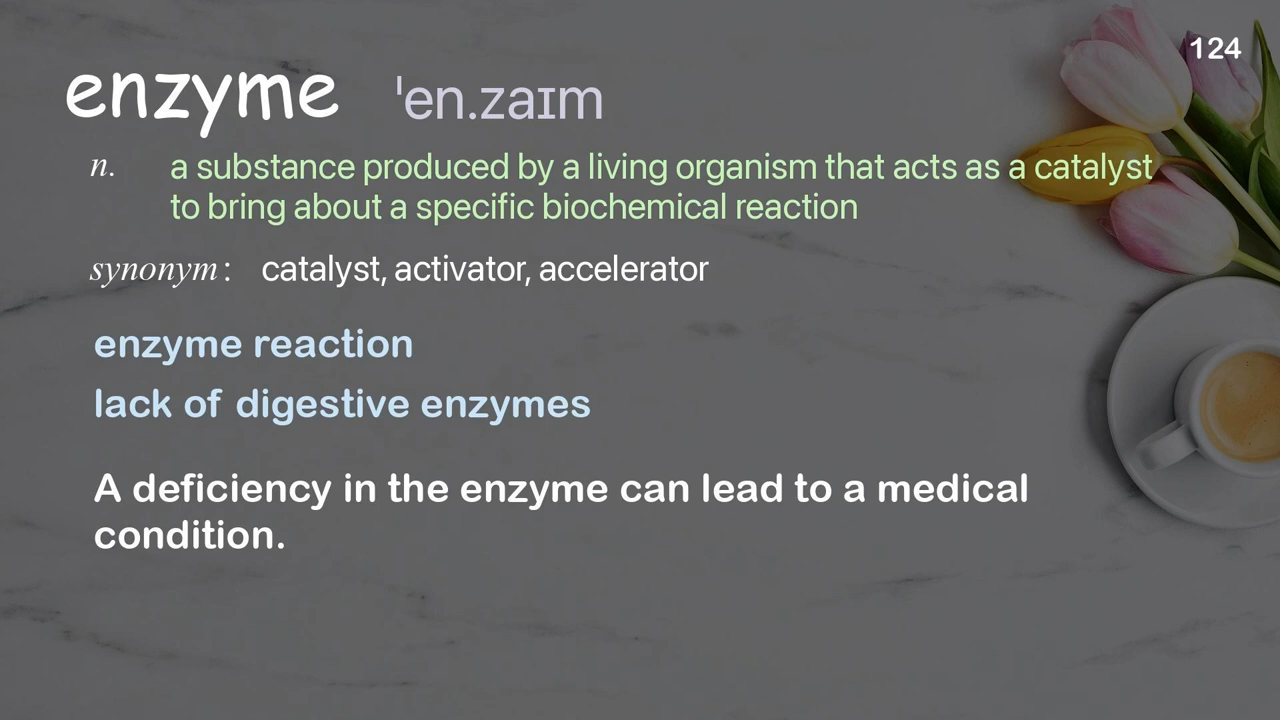 124
enzyme ˈen.zaɪm
n. a substance produced by a living organism that acts as a catalyst
to bring about a specific biochemical reaction
synonym: catalyst, activator, accelerator
enzyme reaction
lack of digestive enzymes
A deficiency in the enzyme can lead to a medical
condition.